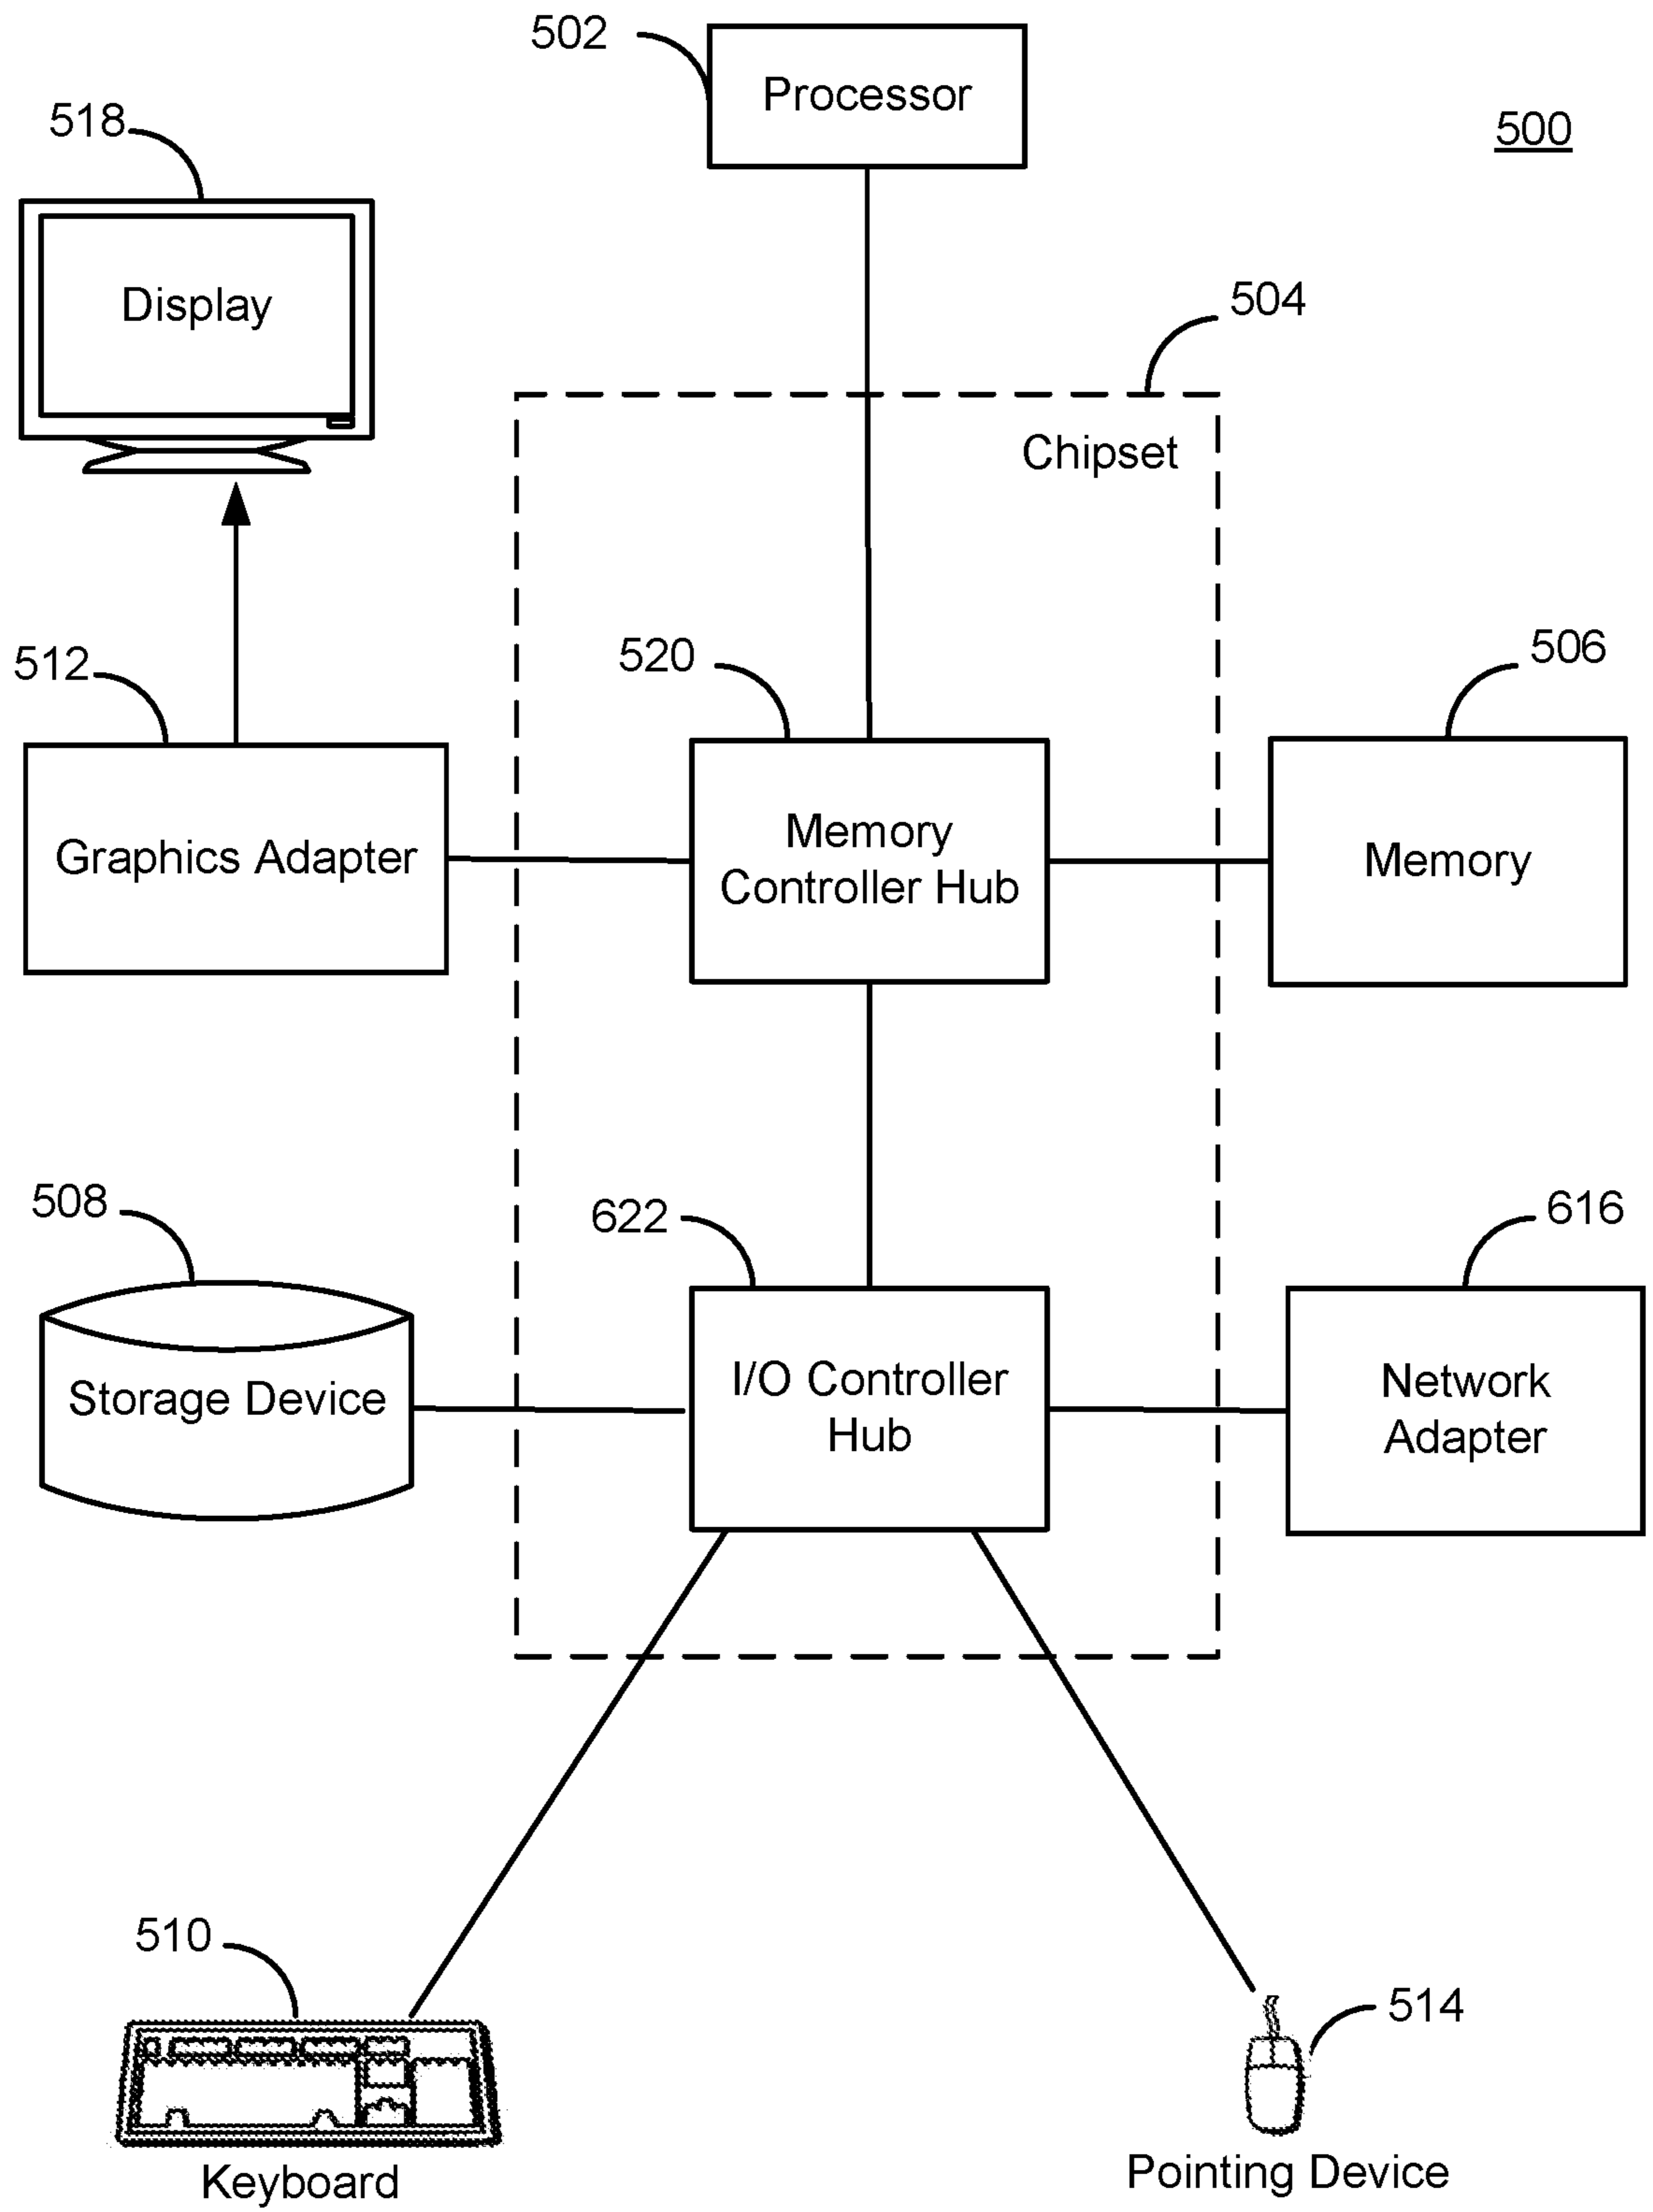 502
Processor
500
518
Display
504
Chipset
512
520
506
Graphics Adapter
Memory
Controller Hub
Memory
508
622
616
Storage Device
I/O Controller
Hub
Network
Adapter
510
514
Keyboard
Pointing Device